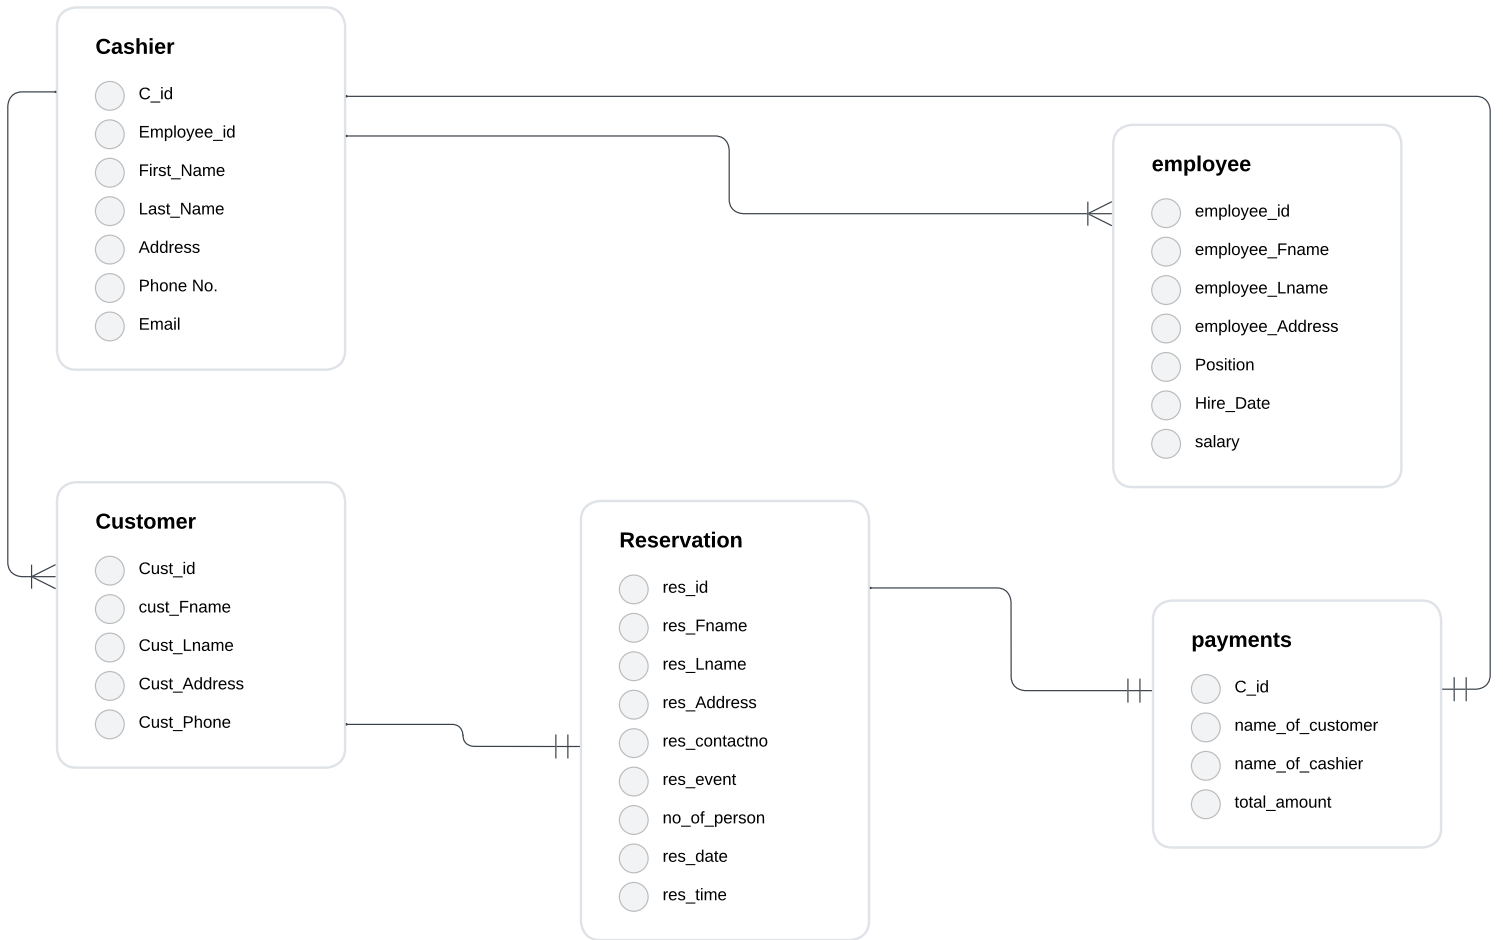 Cashier
C_id
Employee_id
First_Name
Last_Name
Address
Phone No.
Email
employee
employee_id
employee_Fname
employee_Lname
employee_Address
Position
Hire_Date
salary
Customer
Cust_id
cust_Fname
Cust_Lname
Cust_Address
Cust_Phone
Reservation
res_id
res_Fname
res_Lname
res_Address
res_contactno
res_event
no_of_person
res_date
res_time
payments
C_id
name_of_customer
name_of_cashier
total_amount